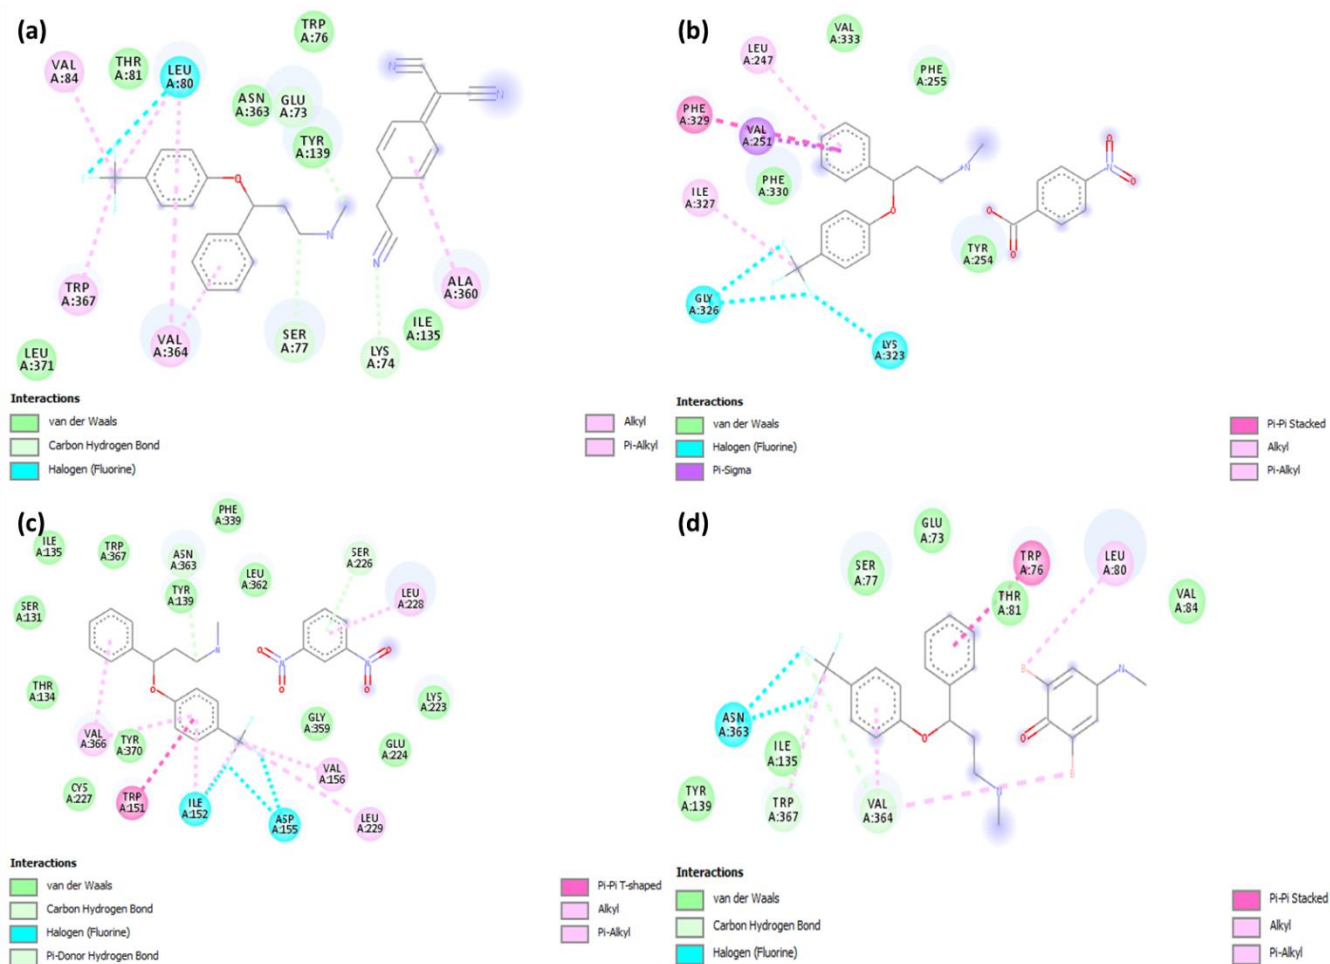 (a)
TRP
A:76
VAL
A:84
THR
A:81
LEU
A:80
ASN
A:363
GLU
A:73
TYR
A:139
N
N
O
N
N
TRP
A:367
VAL
A:364
SER
A:77
LYS
A:74
ILE
A:135
ALA
A:360
LEU
A:371
Interactions
van der Waals
Carbon Hydrogen Bond
Halogen (Fluorine)
Alkyl
Pi-Alkyl
(b)
LEU
A:247
VAL
A:333
PHE
A:255
PHE
A:329
VAL
A:251
PHE
A:330
ILE
A:327
TYR
A:254
GLY
A:326
LYS
A:323
N
O
O
N
O
O
O
Interactions
van der Waals
Halogen (Fluorine)
Pi-Sigma
Pi-Pi Stacked
Alkyl
Pi-Alkyl
(c)
PHE
A:339
ILE
A:135
TRP
A:367
ASN
A:363
LEU
A:362
SER
A:226
SER
A:131
TYR
A:139
LEU
A:228
THR
A:134
VAL
A:366
TYR
A:370
GLY
A:359
LYS
A:223
GLU
A:224
CYS
A:227
TRP
A:151
ILE
A:152
ASP
A:155
VAL
A:156
LEU
A:229
N
O
O
N
O
N
O
O
Interactions
van der Waals
Carbon Hydrogen Bond
Halogen (Fluorine)
Pi-Donor Hydrogen Bond
Pi-Pi T-shaped
Alkyl
Pi-Alkyl
(d)
GLU
A:73
SER
A:77
TRP
A:76
THR
A:81
LEU
A:80
VAL
A:84
ASN
A:363
ILE
A:135
TYR
A:139
TRP
A:367
VAL
A:364
O
N
O
N
B
B
Interactions
van der Waals
Carbon Hydrogen Bond
Halogen (Fluorine)
Pi-Pi Stacked
Alkyl
Pi-Alkyl